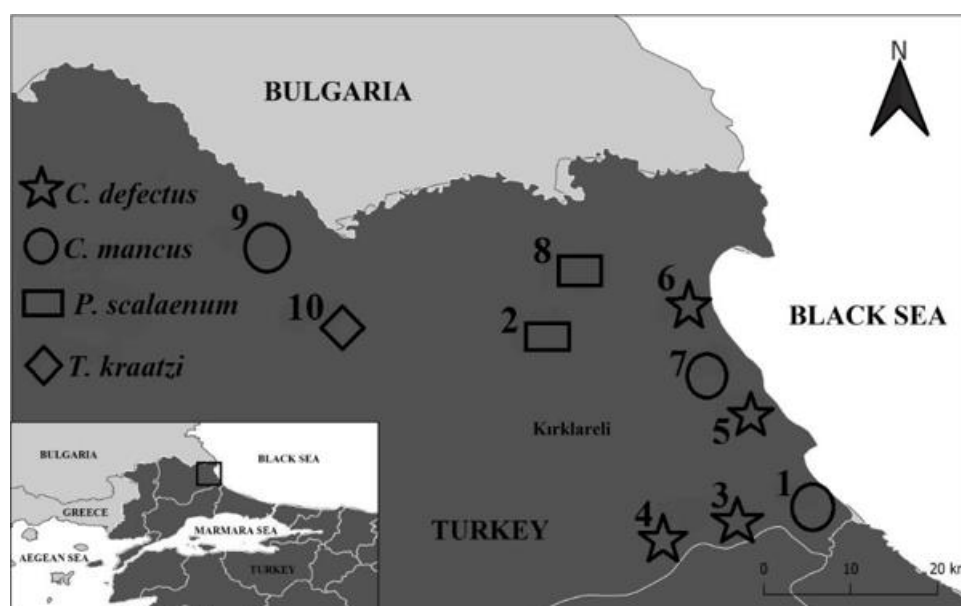 N
BULGARIA
C. defectus
9
C. mancus
8
6
BLACK SEA
P. scalaenum
10
2
7
T. kraatzi
5
Kırklareli
1
3
4
TURKEY
0 10 20 km
BULGARIA
BLACK SEA
GREECE
MARMARA SEA
AEGEAN SEA
TURKEY